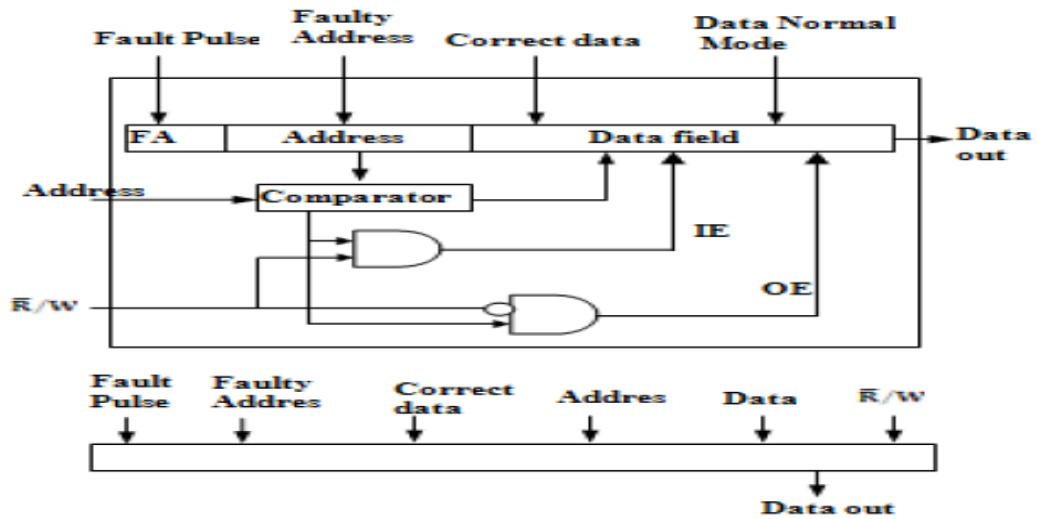 Fault Pulse
Faulty
Address
Correct data
Data Normal
Mode
FA
Address
Data field
Data
out
Address
Comparator
IE
R̅/W
OE
Fault
Pulse
Faulty
Addres
Correct
data
Addres
Data
R̅/W
Data out